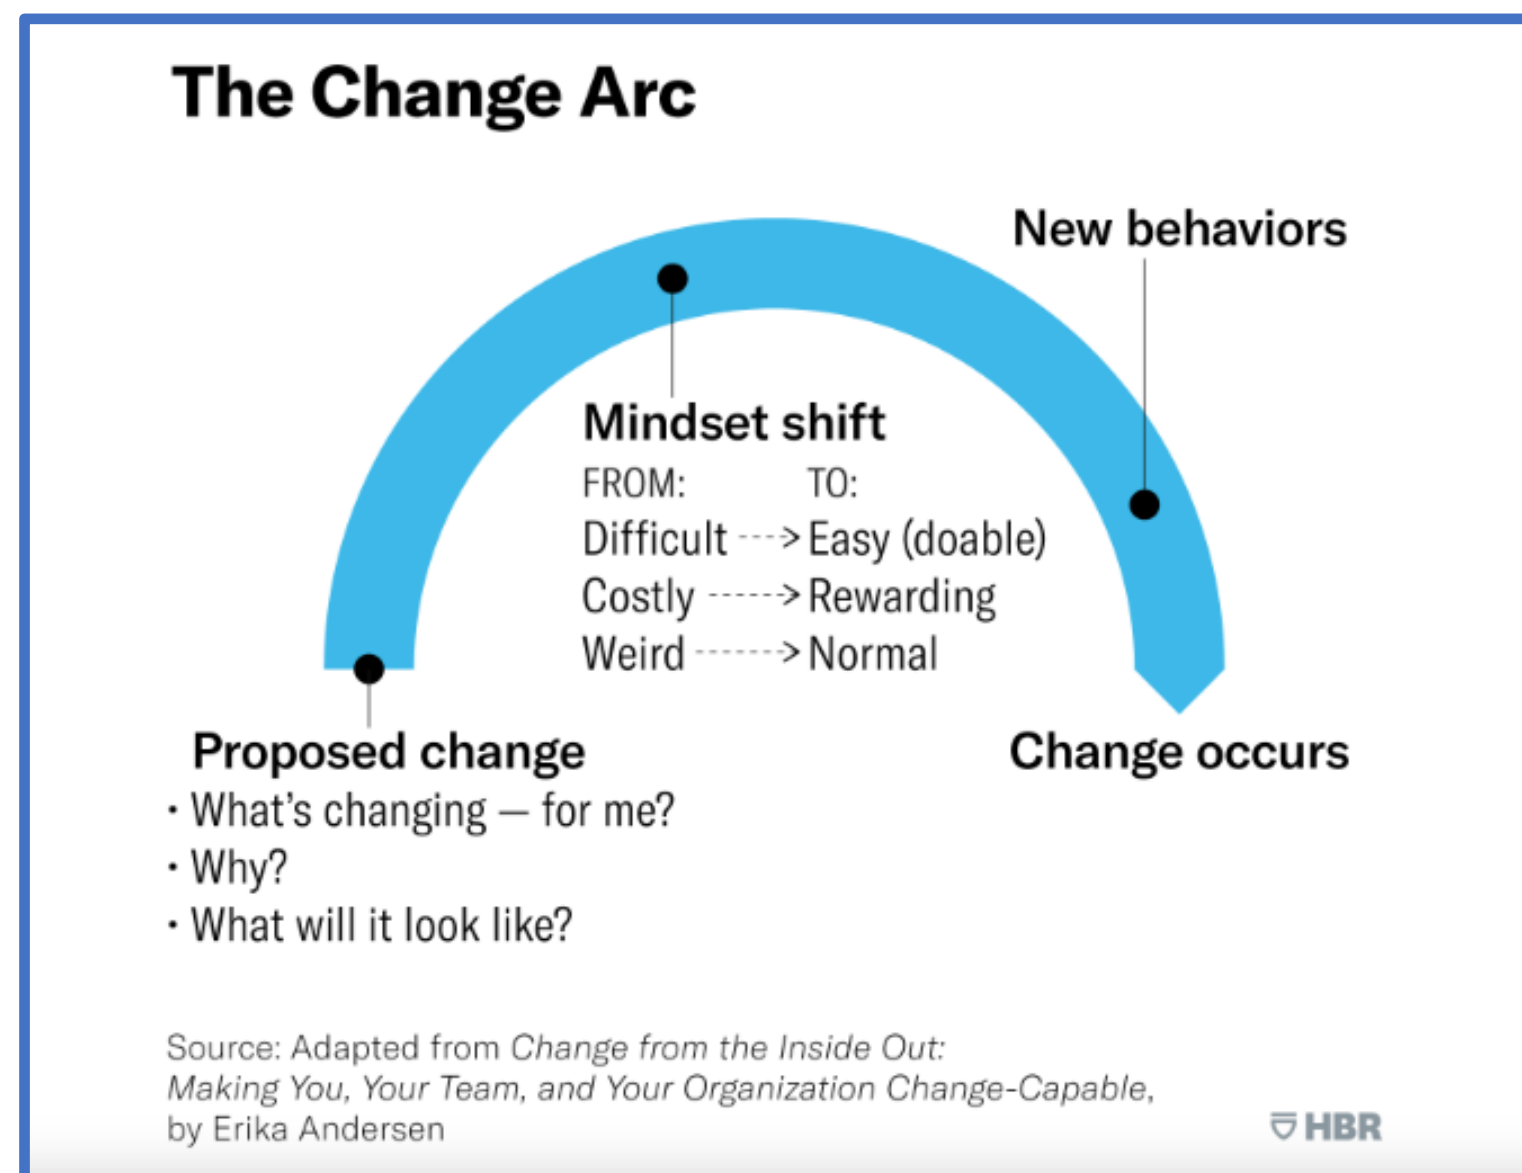 The Change Arc
New behaviors
Mindset shift
FROM: TO:
Difficult ----> Easy (doable)
Costly ------> Rewarding
Weird -------> Normal
Proposed change
• What's changing — for me?
• Why?
• What will it look like?
Change occurs
Source: Adapted from Change from the Inside Out:
Making You, Your Team, and Your Organization Change-Capable,
by Erika Andersen
HBR